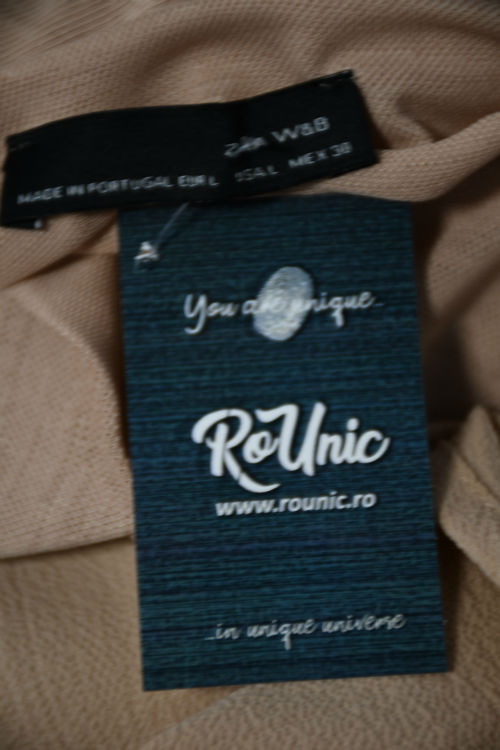 Zara W&B
MADE IN PORTUGAL EUR L USA L MEX 38
You are unique...
RoUnic
www.rounic.ro
...in unique universe